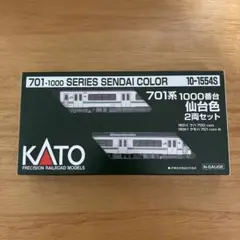 701-1000 SERIES SENDAI COLOR
10-1554S
701系1000番台
仙台色
2両セット
KATO
PRECISION RAILROAD MODELS
N-GAUGE